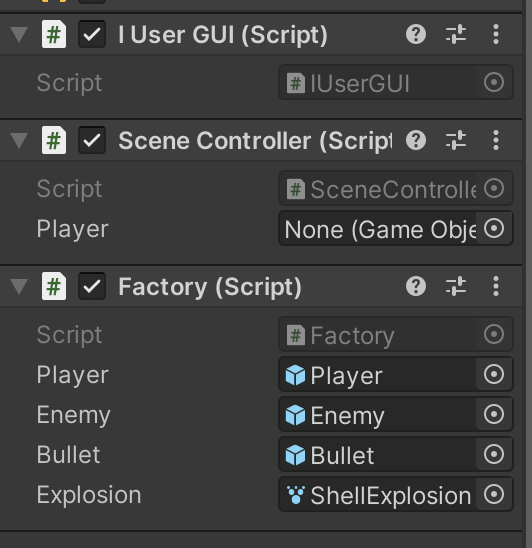 I User GUI (Script)
Script
IUserGUI
Scene Controller (Script
Script
SceneControlle
Player
None (Game Obje
Factory (Script)
Script
Factory
Player
Player
Enemy
Enemy
Bullet
Bullet
Explosion
ShellExplosion